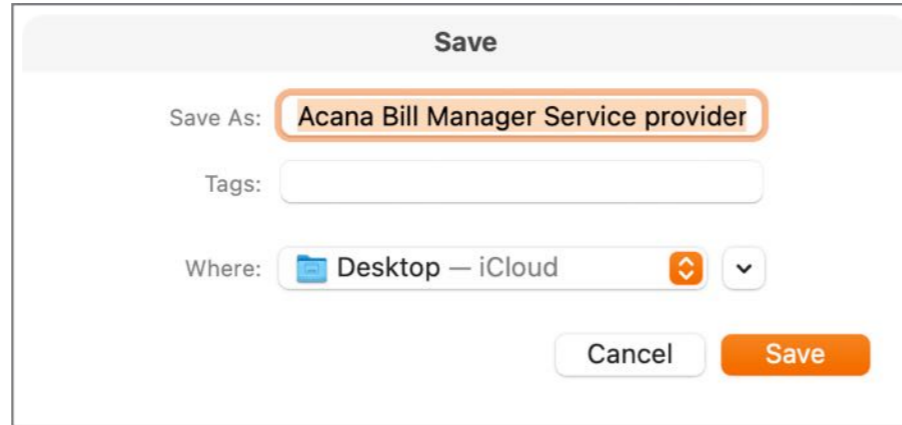 Save
Save As: Acana Bill Manager Service provider
Tags:
Where: Desktop — iCloud
Cancel Save